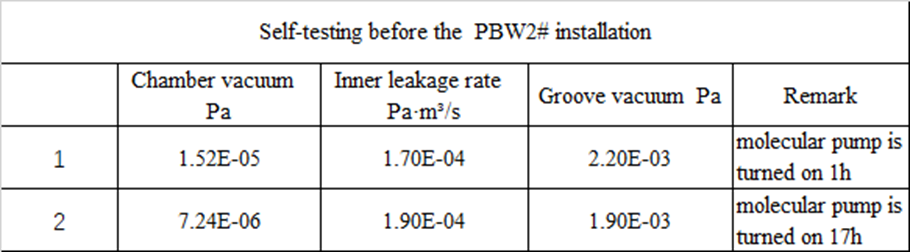 Self-testing before the PBW2# installation
Chamber vacuum Inner leakage rate Groove vacuum Pa Remark
Pa Pa·m³/s
1 1.52E-05 1.70E-04 2.20E-03 molecular pump is
turned on 1h
2 7.24E-06 1.90E-04 1.90E-03 molecular pump is
turned on 17h